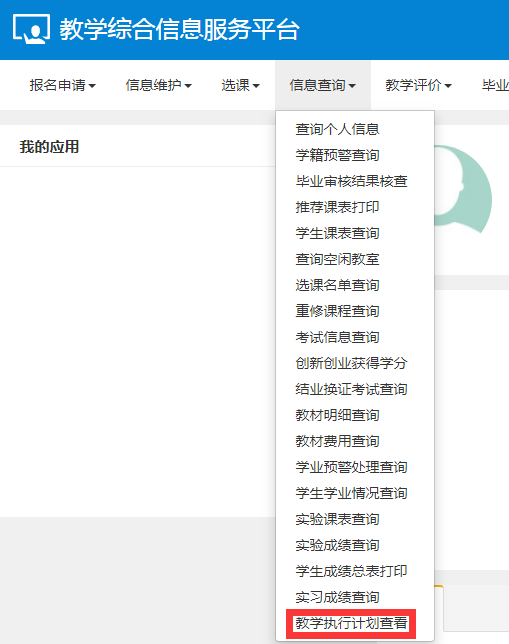 教学综合信息服务平台
报名申请 信息维护 选课 信息查询 教学评价 毕业
我的应用
查询个人信息
学籍预警查询
毕业审核结果核查
推荐课表打印
学生课表查询
查询空闲教室
选课名单查询
重修课程查询
考试信息查询
创新创业获得学分
结业换证考试查询
教材明细查询
教材费用查询
学业预警处理查询
学生学业情况查询
实验课表查询
实验成绩查询
学生成绩总表打印
实习成绩查询
教学执行计划查看